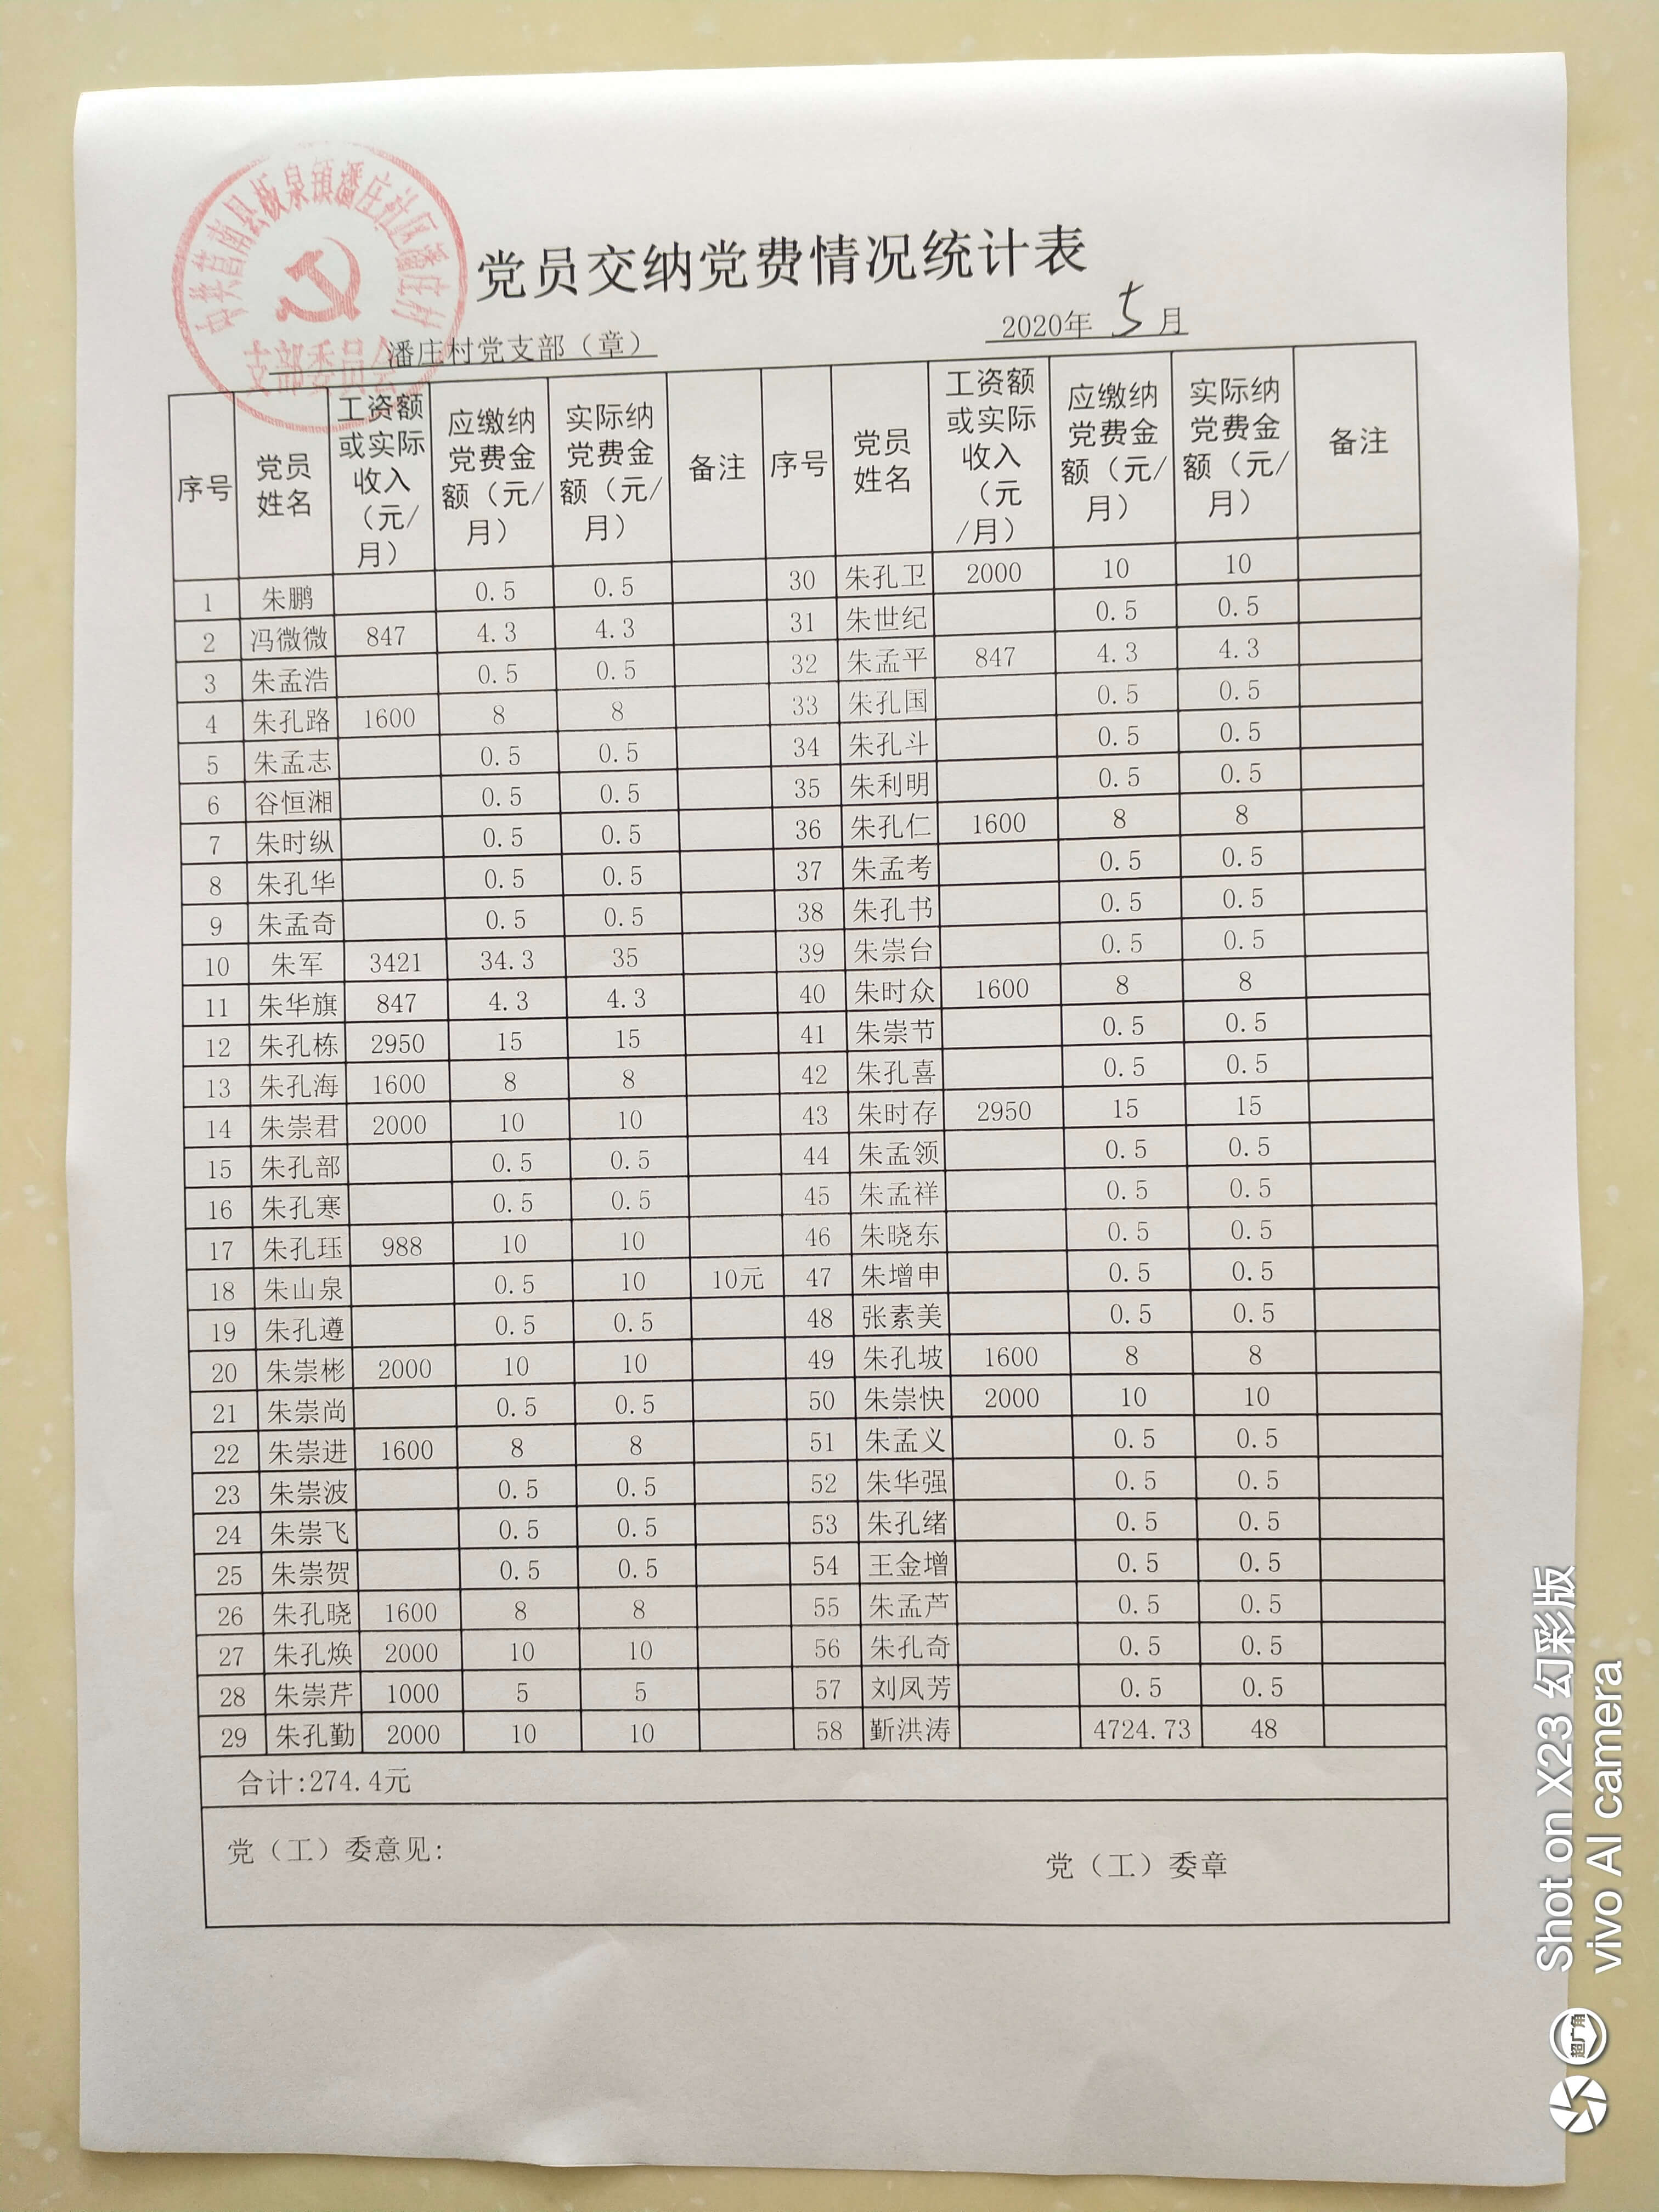 中共莒南县板泉镇潘庄社区潘庄村
支部委员会
党员交纳党费情况统计表
潘庄村党支部（章）
2020年 5 月
序号 党员姓名 工资额或实际收入（元/月） 应缴纳党费金额（元/月） 实际纳党费金额（元/月） 备注 序号 党员姓名 工资额或实际收入（元/月） 应缴纳党费金额（元/月） 实际纳党费金额（元/月） 备注
1 朱鹏 0.5 0.5 30 朱孔卫 2000 10 10
2 冯微微 847 4.3 4.3 31 朱世纪 0.5 0.5
3 朱孟浩 0.5 0.5 32 朱孟平 847 4.3 4.3
4 朱孔路 1600 8 8 33 朱孔国 0.5 0.5
5 朱孟志 0.5 0.5 34 朱孔斗 0.5 0.5
6 谷恒湘 0.5 0.5 35 朱利明 0.5 0.5
7 朱时纵 0.5 0.5 36 朱孔仁 1600 8 8
8 朱孔华 0.5 0.5 37 朱孟考 0.5 0.5
9 朱孟奇 0.5 0.5 38 朱孔书 0.5 0.5
10 朱军 3421 34.3 35 39 朱崇台 0.5 0.5
11 朱华旗 847 4.3 4.3 40 朱时众 1600 8 8
12 朱孔栋 2950 15 15 41 朱崇节 0.5 0.5
13 朱孔海 1600 8 8 42 朱孔喜 0.5 0.5
14 朱崇君 2000 10 10 43 朱时存 2950 15 15
15 朱孔部 0.5 0.5 44 朱孟领 0.5 0.5
16 朱孔寒 0.5 0.5 45 朱孟祥 0.5 0.5
17 朱孔珏 988 10 10 46 朱晓东 0.5 0.5
18 朱山泉 0.5 10 10元 47 朱增申 0.5 0.5
19 朱孔遵 0.5 0.5 48 张素美 0.5 0.5
20 朱崇彬 2000 10 10 49 朱孔坡 1600 8 8
21 朱崇尚 0.5 0.5 50 朱崇快 2000 10 10
22 朱崇进 1600 8 8 51 朱孟义 0.5 0.5
23 朱崇波 0.5 0.5 52 朱华强 0.5 0.5
24 朱崇飞 0.5 0.5 53 朱孔绪 0.5 0.5
25 朱崇贺 0.5 0.5 54 王金增 0.5 0.5
26 朱孔晓 1600 8 8 55 朱孟芦 0.5 0.5
27 朱孔焕 2000 10 10 56 朱孔奇 0.5 0.5
28 朱崇芹 1000 5 5 57 刘凤芳 0.5 0.5
29 朱孔勤 2000 10 10 58 靳洪涛 4724.73 48
合计:274.4元
党（工）委意见:
党（工）委章
超广角
Shot on X23 幻彩版
vivo AI camera